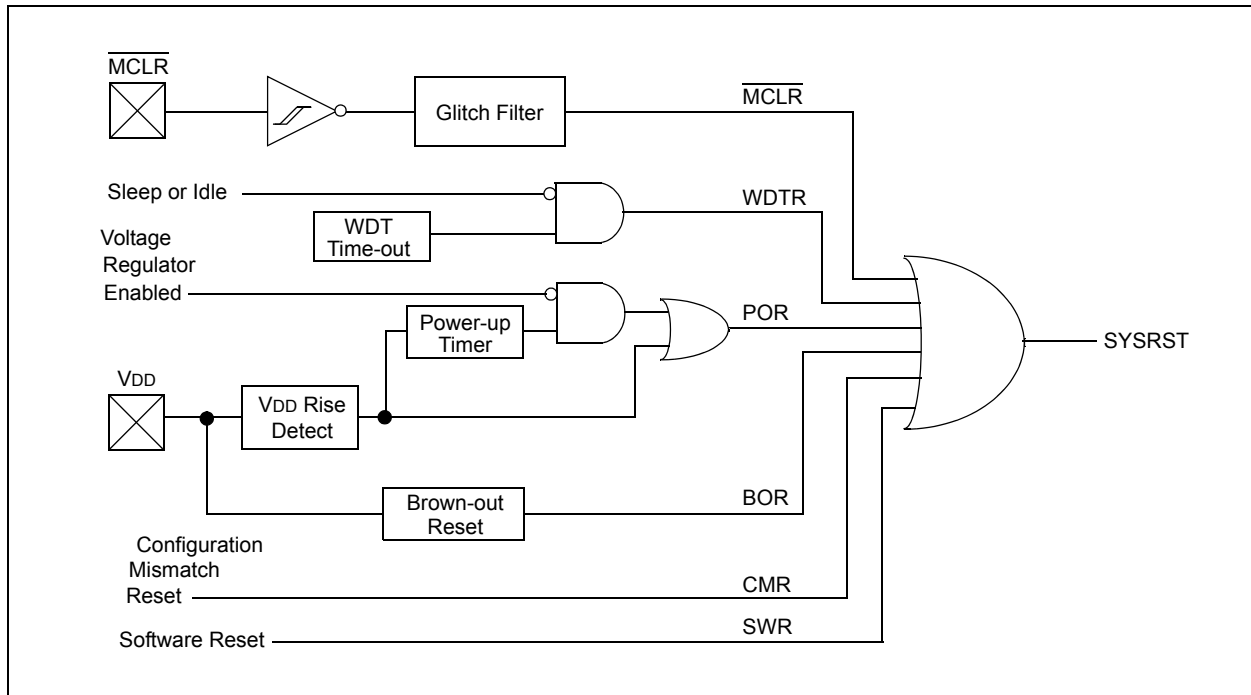 MCLR
Glitch Filter
MCLR
Sleep or Idle
WDTR
WDT
Time-out
Voltage
Regulator
Enabled
Power-up
Timer
POR
SYSRST
VDD
VDD Rise
Detect
Brown-out
Reset
BOR
Configuration
Mismatch
Reset
CMR
Software Reset
SWR